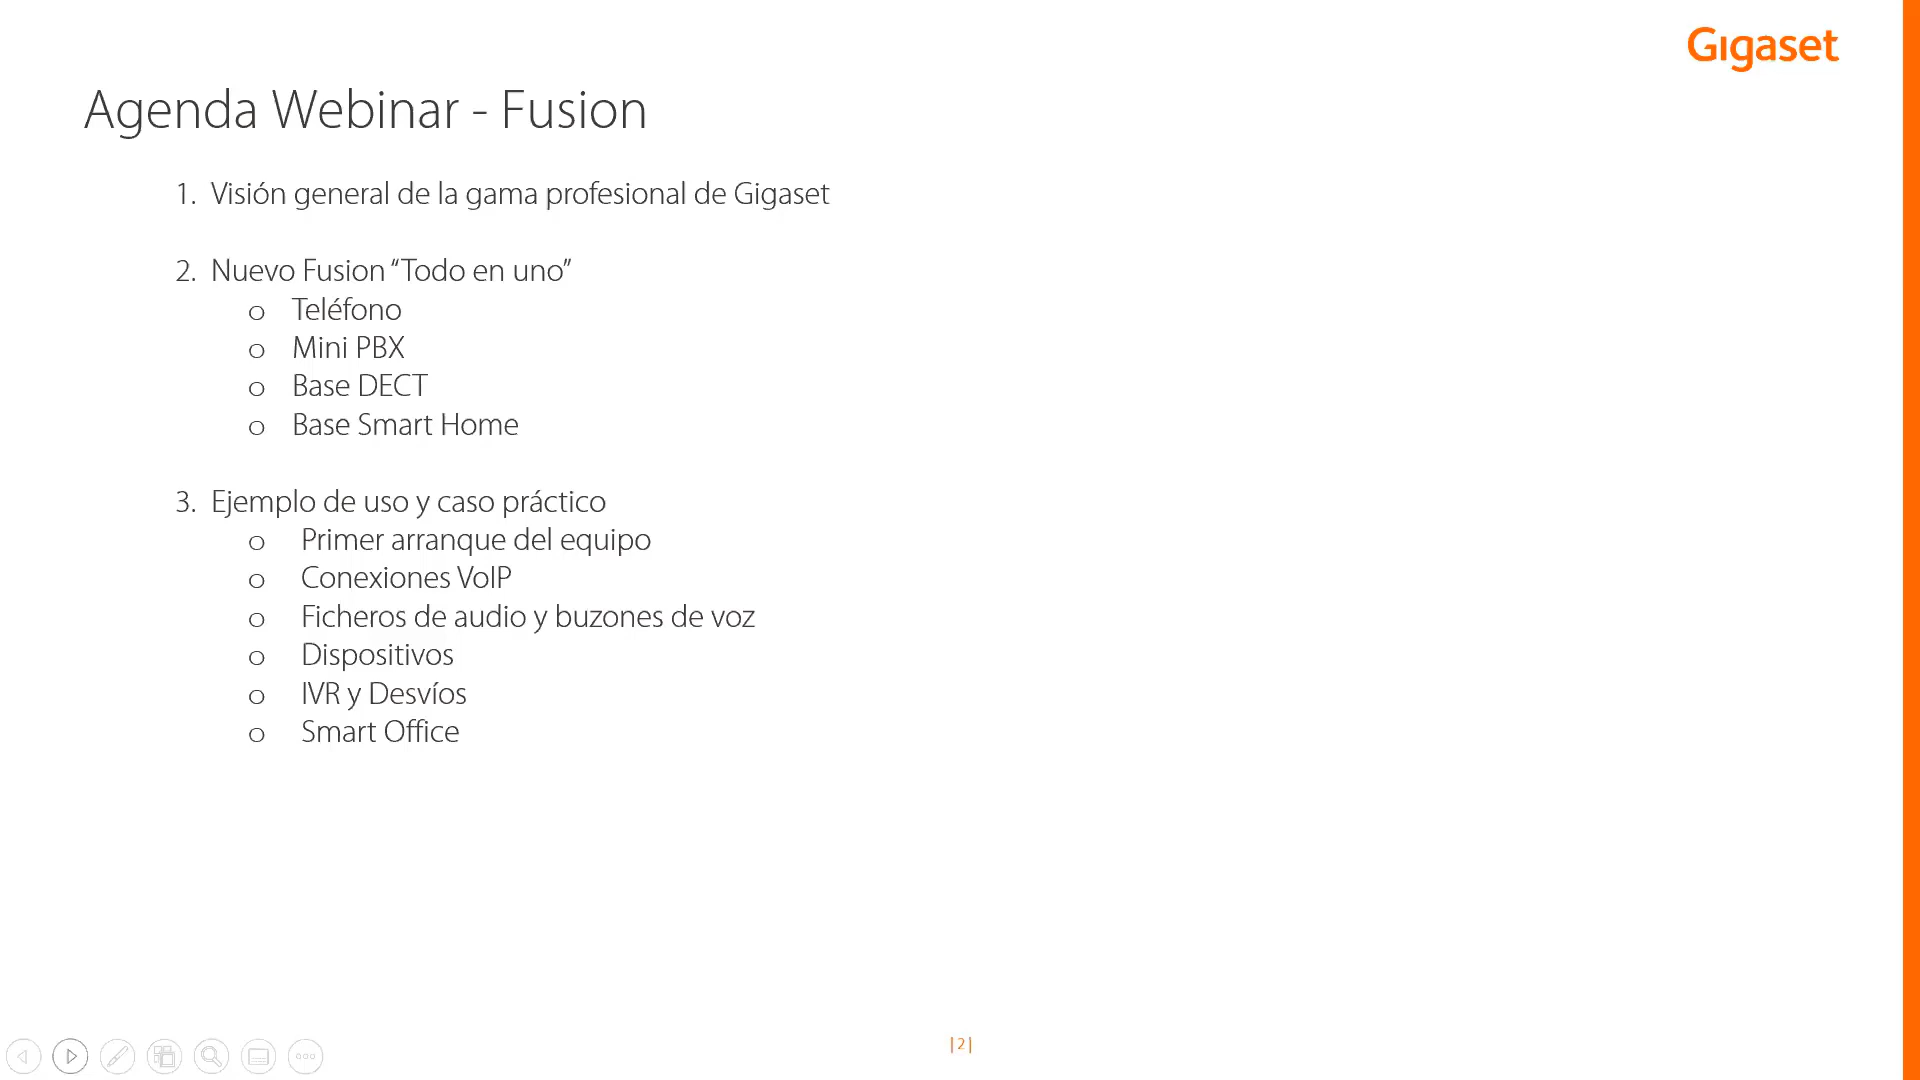 Gigaset
Agenda Webinar - Fusion
1. Visión general de la gama profesional de Gigaset
2. Nuevo Fusion “Todo en uno”
o Teléfono
o Mini PBX
o Base DECT
o Base Smart Home
3. Ejemplo de uso y caso práctico
o Primer arranque del equipo
o Conexiones VoIP
o Ficheros de audio y buzones de voz
o Dispositivos
o IVR y Desvíos
o Smart Office
| 2 |